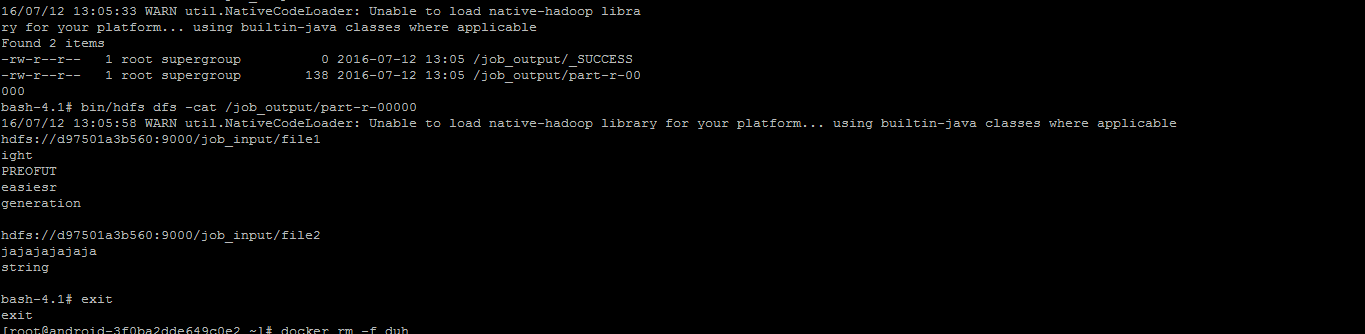 16/07/12 13:05:33 WARN util.NativeCodeLoader: Unable to load native-hadoop libra
ry for your platform... using builtin-java classes where applicable
Found 2 items
-rw-r--r--   1 root supergroup          0 2016-07-12 13:05 /job_output/_SUCCESS
-rw-r--r--   1 root supergroup        138 2016-07-12 13:05 /job_output/part-r-00
000
bash-4.1# bin/hdfs dfs -cat /job_output/part-r-00000
16/07/12 13:05:58 WARN util.NativeCodeLoader: Unable to load native-hadoop library for your platform... using builtin-java classes where applicable
hdfs://d97501a3b560:9000/job_input/file1
ight
PREOFUT
easiesr
generation
hdfs://d97501a3b560:9000/job_input/file2
jajajajajaja
string
bash-4.1# exit
exit
[root@android-3f0ba2dde649c0e2 ~]# docker rm -f duh